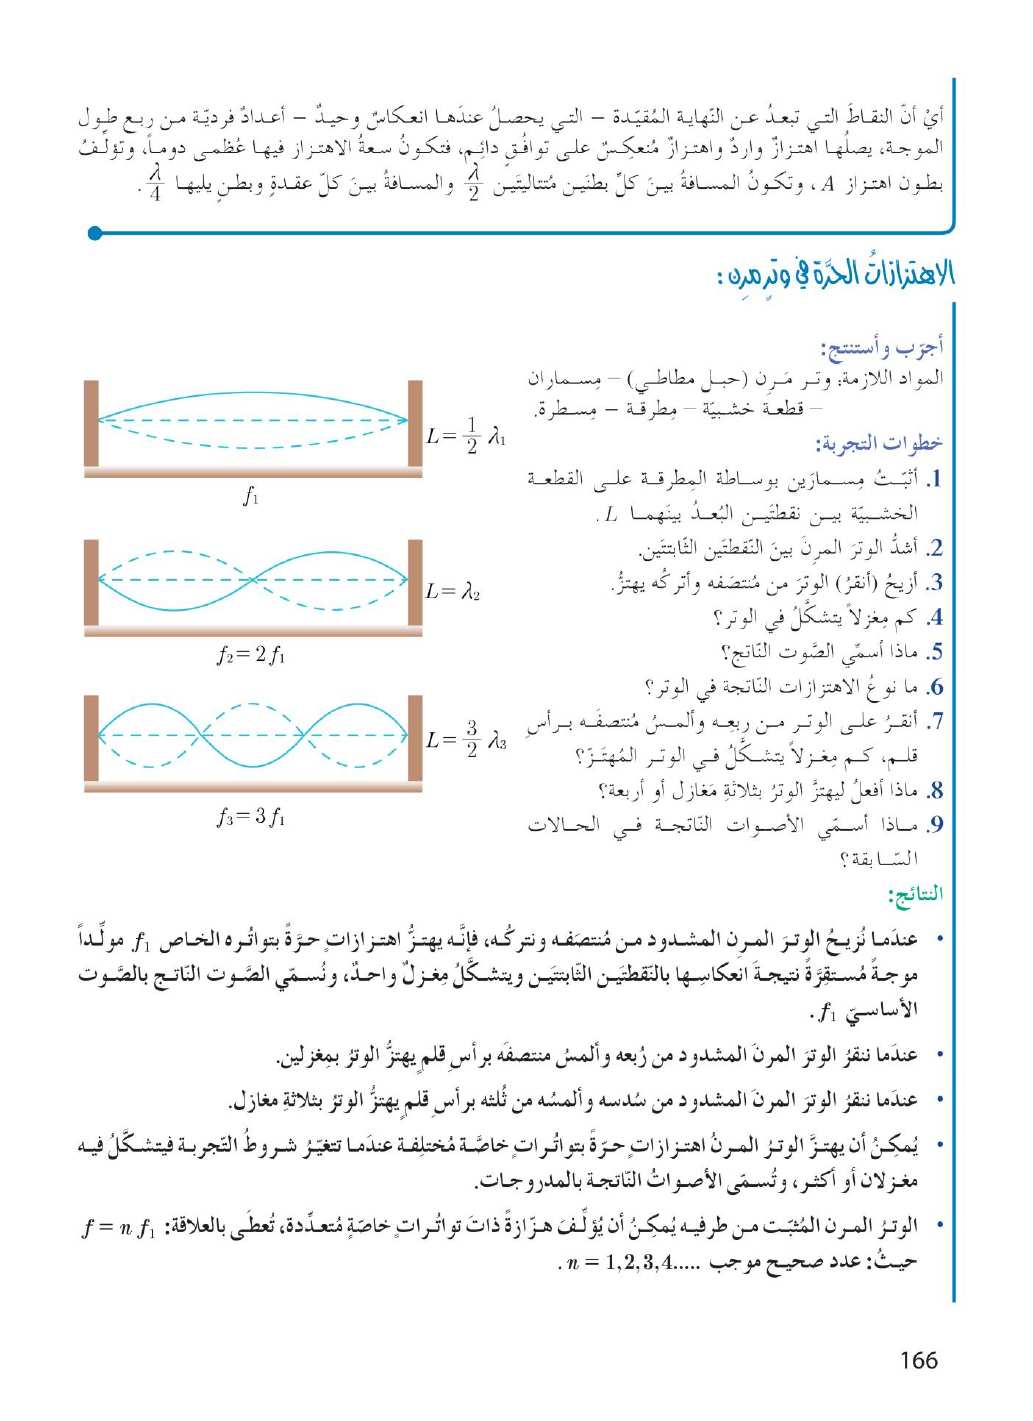 أيْ أنّ النقاطَ التي تبعدُ عن النّهاية المُقيّدة – التي يحصلُ عندَها انعكاسٌ وحيدٌ – أعدادٌ فرديّة من ربع طول
الموجة، يصلُها اهتزازٌ واردٌ واهتزازٌ مُنعكِسٌ على توافُقٍ دائِم، فتكونُ سعةُ الاهتزاز فيها عُظمى دوماً، وتؤلّفُ
بطون اهتزاز A ، وتكونُ المسافةُ بينَ كلِّ بطنَين مُتتاليتَين λ/2 والمسافةُ بينَ كلّ عقدةٍ وبطنٍ يليها λ/4 .
الاهتزازاتُ الحرَّة في وترٍ مرِن :
أجرّب وأستنتج:
المواد اللازمة: وتر مَرِن (حبل مطاطي) – مِسماران
– قطعة خشبيّة – مِطرقة – مِسطرة.
خطوات التجربة:
1. أثبّتُ مِسمارَين بوساطة المِطرقة على القطعة
الخشبيّة بين نقطتَين البُعدُ بينَهما L .
2. أشدُّ الوترَ المرِنَ بينَ النّقطتَين الثّابتتَين.
3. أزيحُ (أنقرُ) الوترَ من مُنتصَفه وأتركُه يهتزُّ.
4. كم مِغزلاً يتشكَّلُ في الوتر؟
5. ماذا أسمّي الصَّوت النّاتج؟
6. ما نوعُ الاهتزازات النّاتجة في الوتر؟
7. أنقرُ على الوتر من ربعِه وألمسُ مُنتصفَه برأس
قلم، كم مِغزلاً يتشكَّلُ في الوتر المُهتَزّ؟
8. ماذا أفعلُ ليهتزَّ الوترُ بثلاثةِ مَغازل أو أربعة؟
9. ماذا أسمّي الأصوات النّاتجة في الحالات
السّابقة؟
L = 1/2 λ₁
f₁
L = λ₂
f₂ = 2 f₁
L = 3/2 λ₃
f₃ = 3 f₁
النتائج:
• عندَما نُزيحُ الوترَ المرِن المشدود من مُنتصَفه ونتركُه، فإنَّه يهتزُّ اهتزازاتٍ حرَّةً بتواتُره الخاص f₁ مولِّداً
موجةً مُستقِرَّةً نتيجةَ انعكاسِها بالنّقطتَين الثّابتتَين ويتشكَّلُ مِغزلٌ واحدٌ، ونُسمّي الصَّوت النّاتج بالصَّوت
الأساسيّ f₁ .
• عندَما ننقرُ الوترَ المرنَ المشدود من رُبعه وألمسُ منتصفَه برأسِ قلمٍ يهتزُّ الوترُ بمِغزلين.
• عندَما ننقرُ الوترَ المرنَ المشدود من سُدسه وألمسُه من ثُلثه برأسِ قلمٍ يهتزُّ الوترُ بثلاثةِ مغازل.
• يُمكِنُ أن يهتزَّ الوترُ المرنُ اهتزازاتٍ حرّةً بتواتُراتٍ خاصَّة مُختلِفة عندَما تتغيّرُ شروطُ التّجربة فيتشكَّلُ فيه
مغزلان أو أكثر، وتُسمّى الأصواتُ النّاتجة بالمدروجات.
• الوترُ المرن المُثبّت من طرفيه يُمكِنُ أن يُؤلّفَ هزّازةً ذاتَ تواتُراتٍ خاصّةٍ مُتعدِّدة، تُعطَى بالعلاقة: f = n f₁
حيثُ: عدد صحيح موجب ..... n = 1,2,3,4 .
166